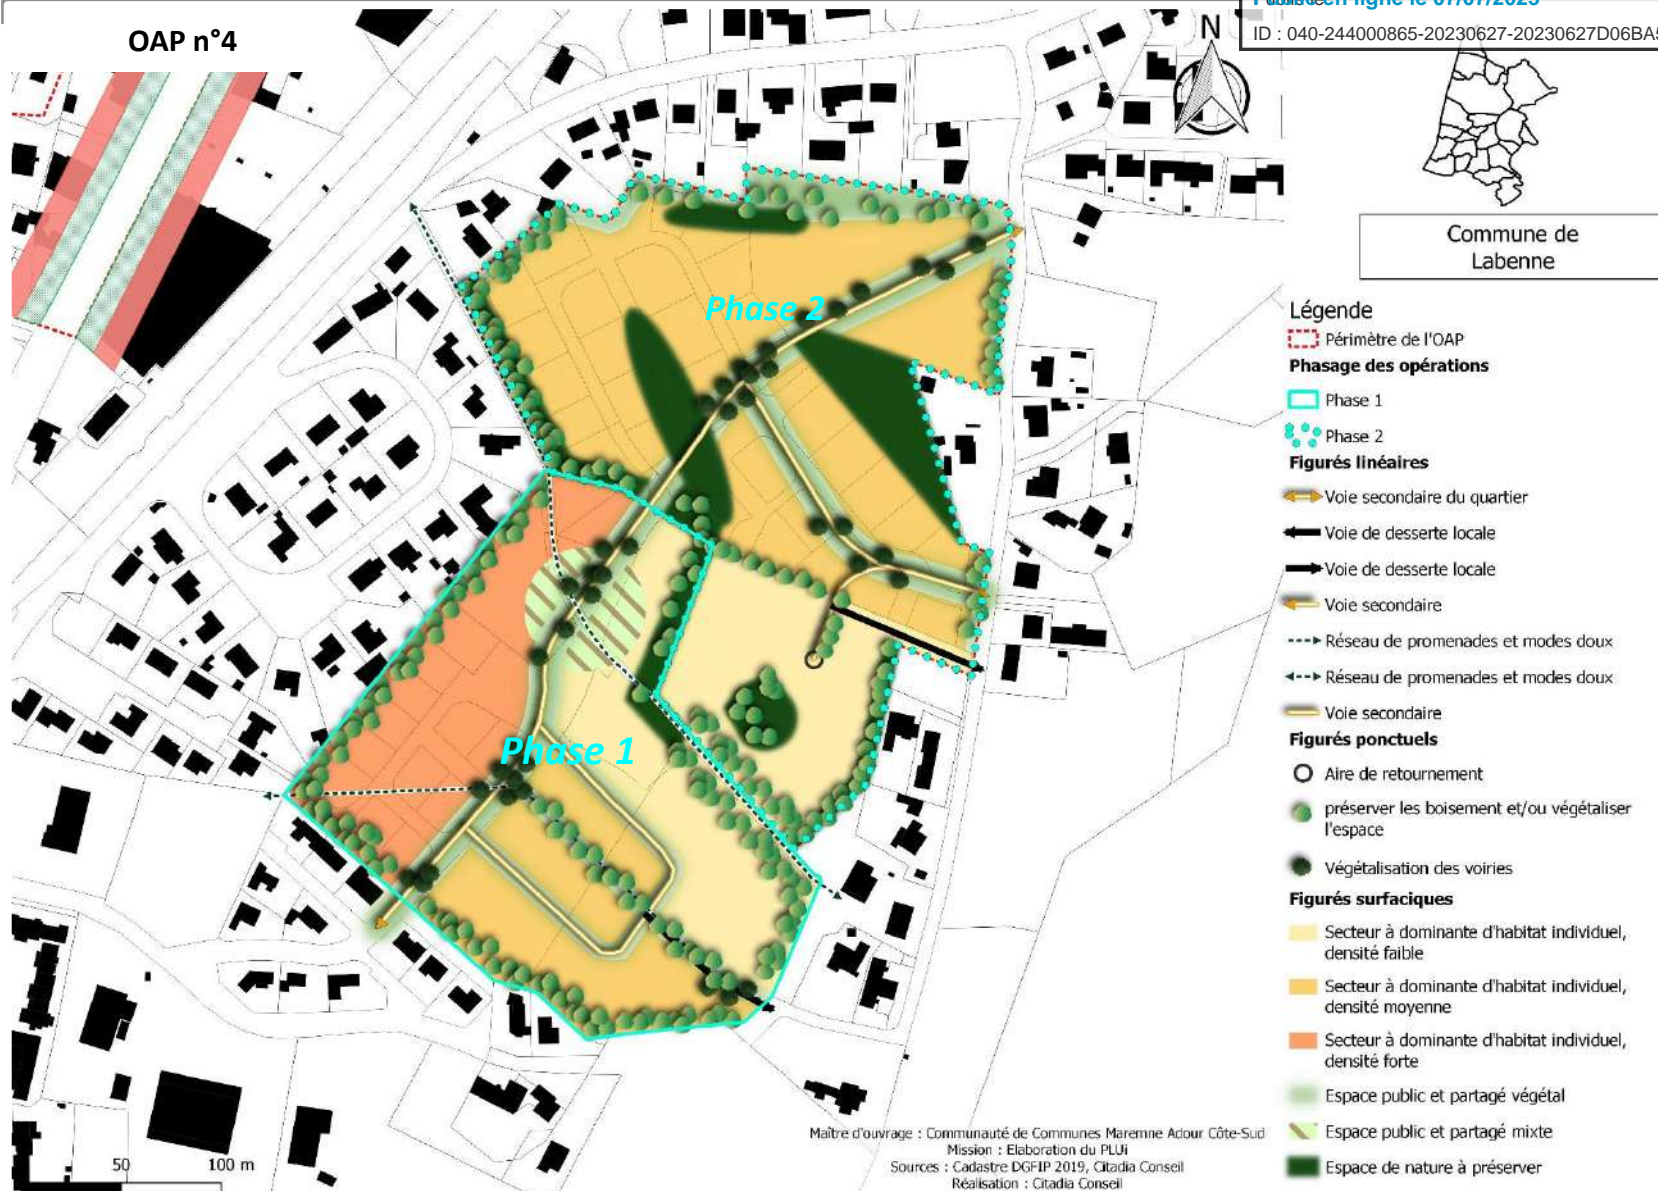 OAP n°4
en ligne le 07/07/2023
ID : 040-244000865-20230627-20230627D06BA
N
Commune de
Labenne
Légende
Périmètre de l'OAP
Phasage des opérations
Phase 1
Phase 2
Figurés linéaires
Voie secondaire du quartier
Voie de desserte locale
Voie de desserte locale
Voie secondaire
Réseau de promenades et modes doux
Réseau de promenades et modes doux
Voie secondaire
Figurés ponctuels
Aire de retournement
préserver les boisement et/ou végétaliser
l'espace
Végétalisation des voiries
Figurés surfaciques
Secteur à dominante d'habitat individuel,
densité faible
Secteur à dominante d'habitat individuel,
densité moyenne
Secteur à dominante d'habitat individuel,
densité forte
Espace public et partagé végétal
Espace public et partagé mixte
Espace de nature à préserver
Phase 2
Phase 1
50 100 m
Maître d'ouvrage : Communauté de Communes Maremne Adour Côte-Sud
Mission : Elaboration du PLUi
Sources : Cadastre DGFIP 2019, Citadia Conseil
Réalisation : Citadia Conseil